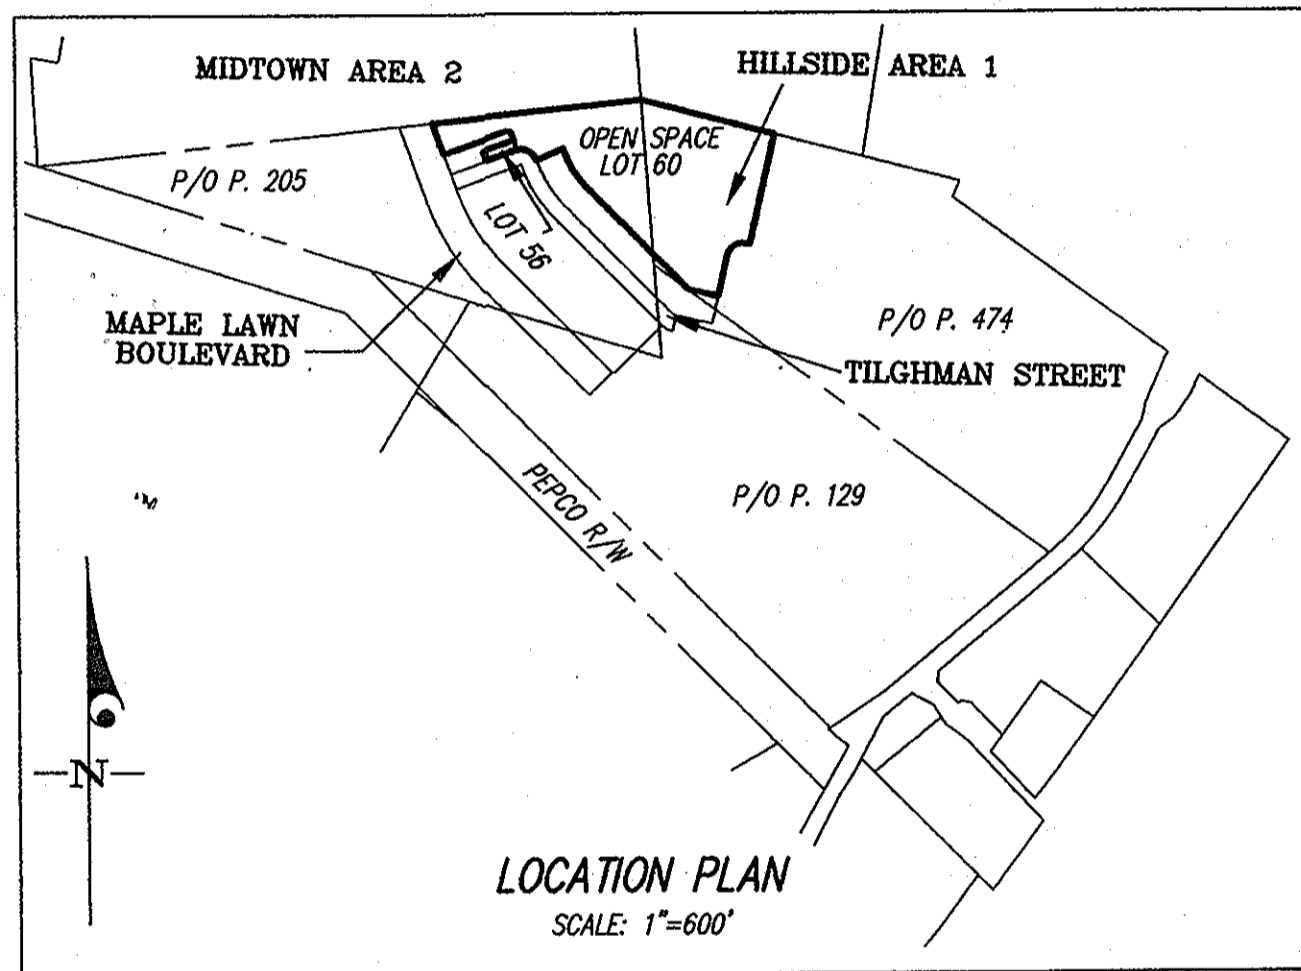 MIDTOWN AREA 2
HILLSIDE AREA 1
OPEN SPACE
LOT 60
P/O P. 205
LOT 56
MAPLE LAWN
BOULEVARD
P/O P. 474
TILGHMAN STREET
P/O P. 129
PEPCO R/W
N
LOCATION PLAN
SCALE: 1"=600'